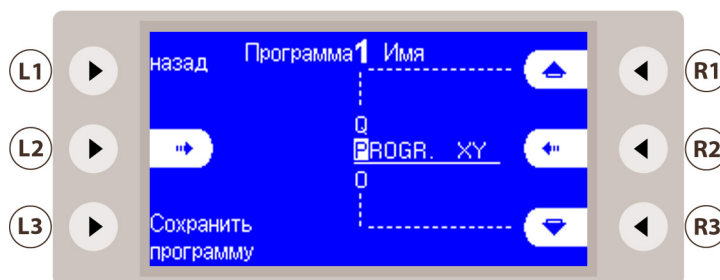 L1
назад
Программа 1 Имя
R1
L2
Q
PROGR. XY
O
R2
L3
Сохранить
программу
R3